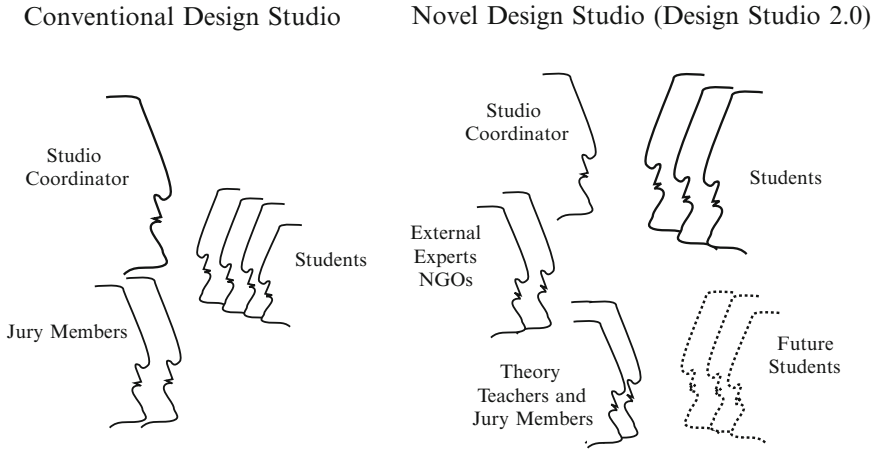 Conventional Design Studio
Studio
Coordinator
Students
Jury Members
Novel Design Studio (Design Studio 2.0)
Studio
Coordinator
Students
External
Experts
NGOs
Theory
Teachers and
Jury Members
Future
Students